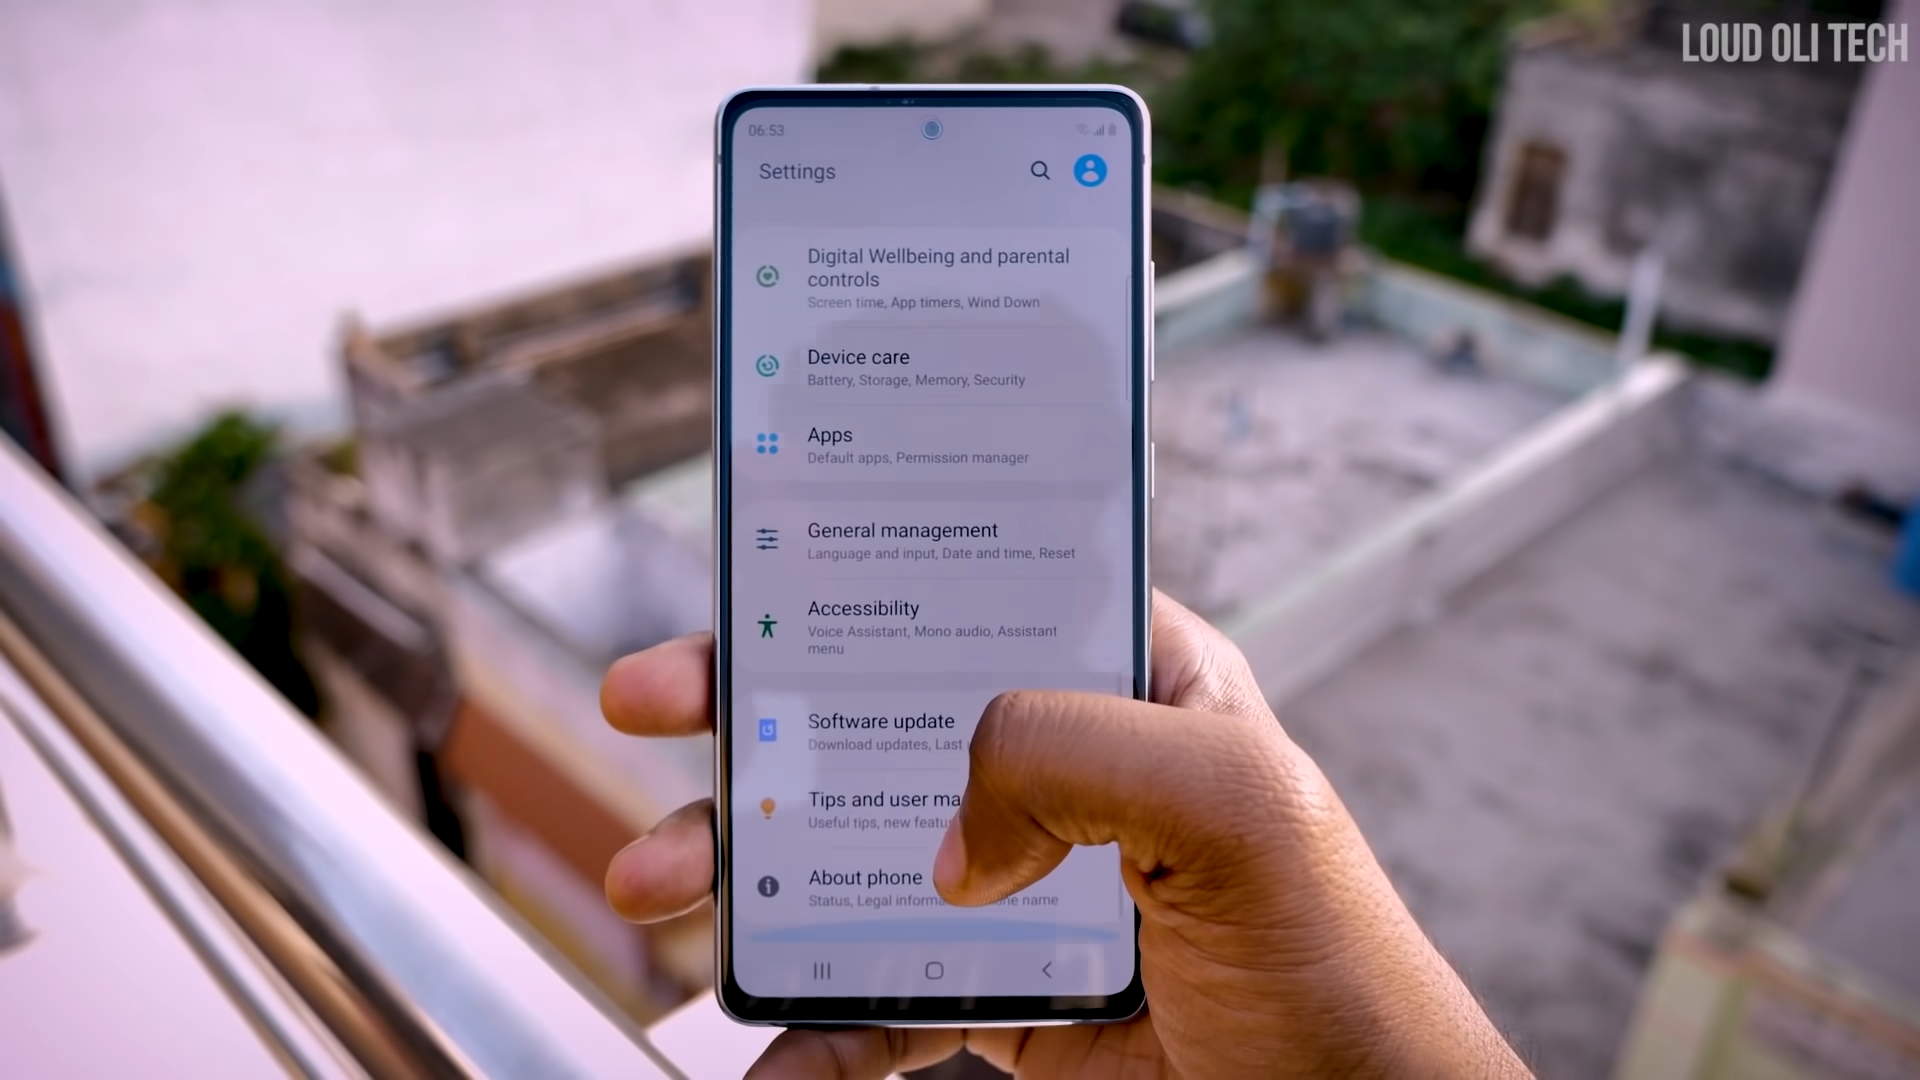 LOUD OLI TECH
06:53
Settings
Digital Wellbeing and parental
controls
Screen time, App timers, Wind Down
Device care
Battery, Storage, Memory, Security
Apps
Default apps, Permission manager
General management
Language and input, Date and time, Reset
Accessibility
Voice Assistant, Mono audio, Assistant
menu
Software update
Download updates, Last
Tips and user
Useful tips, new
About phone
Status, Legal name